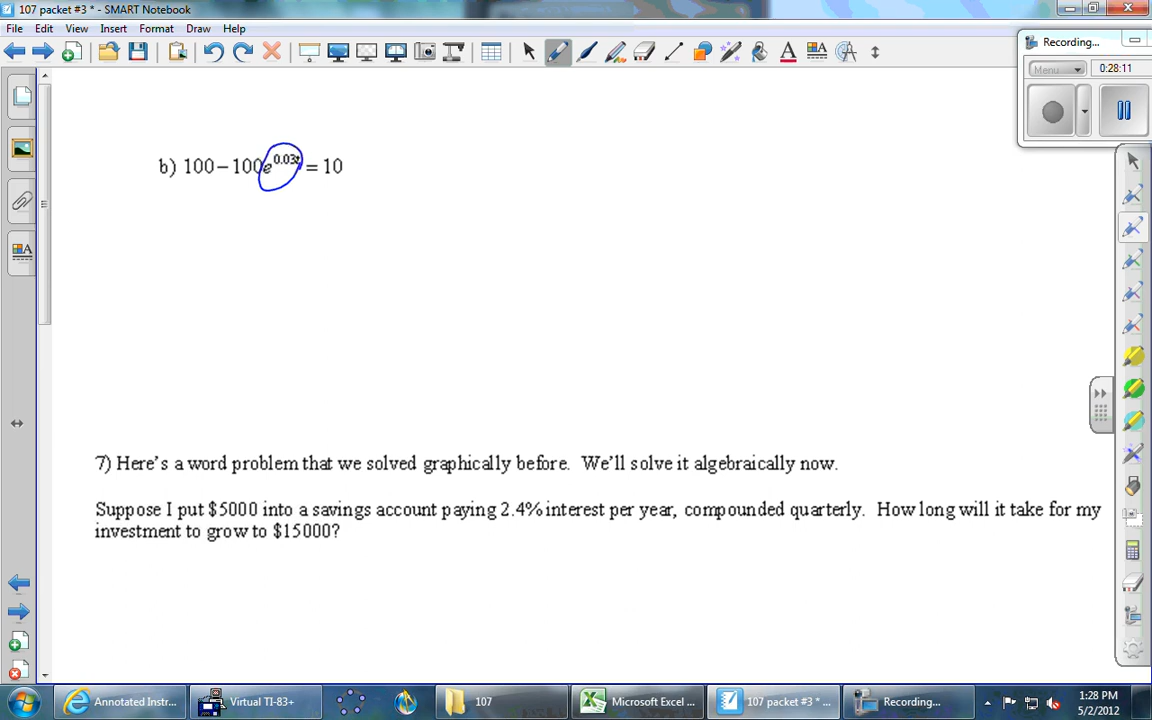 107 packet #3 * - SMART Notebook
File Edit View Insert Format Draw Help
Recording...
Menu 0:28:11
b) 100 − 100e^0.03t = 10
7) Here's a word problem that we solved graphically before. We'll solve it algebraically now.
Suppose I put $5000 into a savings account paying 2.4% interest per year, compounded quarterly. How long will it take for my
investment to grow to $15000?
Annotated Instr... Virtual TI-83+ 107 Microsoft Excel ... 107 packet #3 * ... Recording... 1:28 PM
5/2/2012